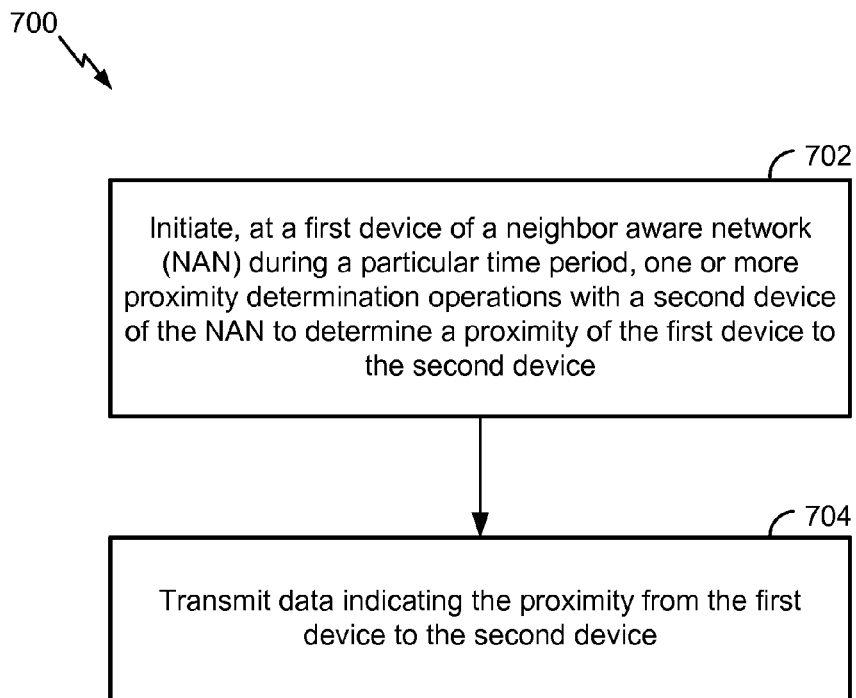 700
702
Initiate, at a first device of a neighbor aware network
(NAN) during a particular time period, one or more
proximity determination operations with a second device
of the NAN to determine a proximity of the first device to
the second device
704
Transmit data indicating the proximity from the first
device to the second device